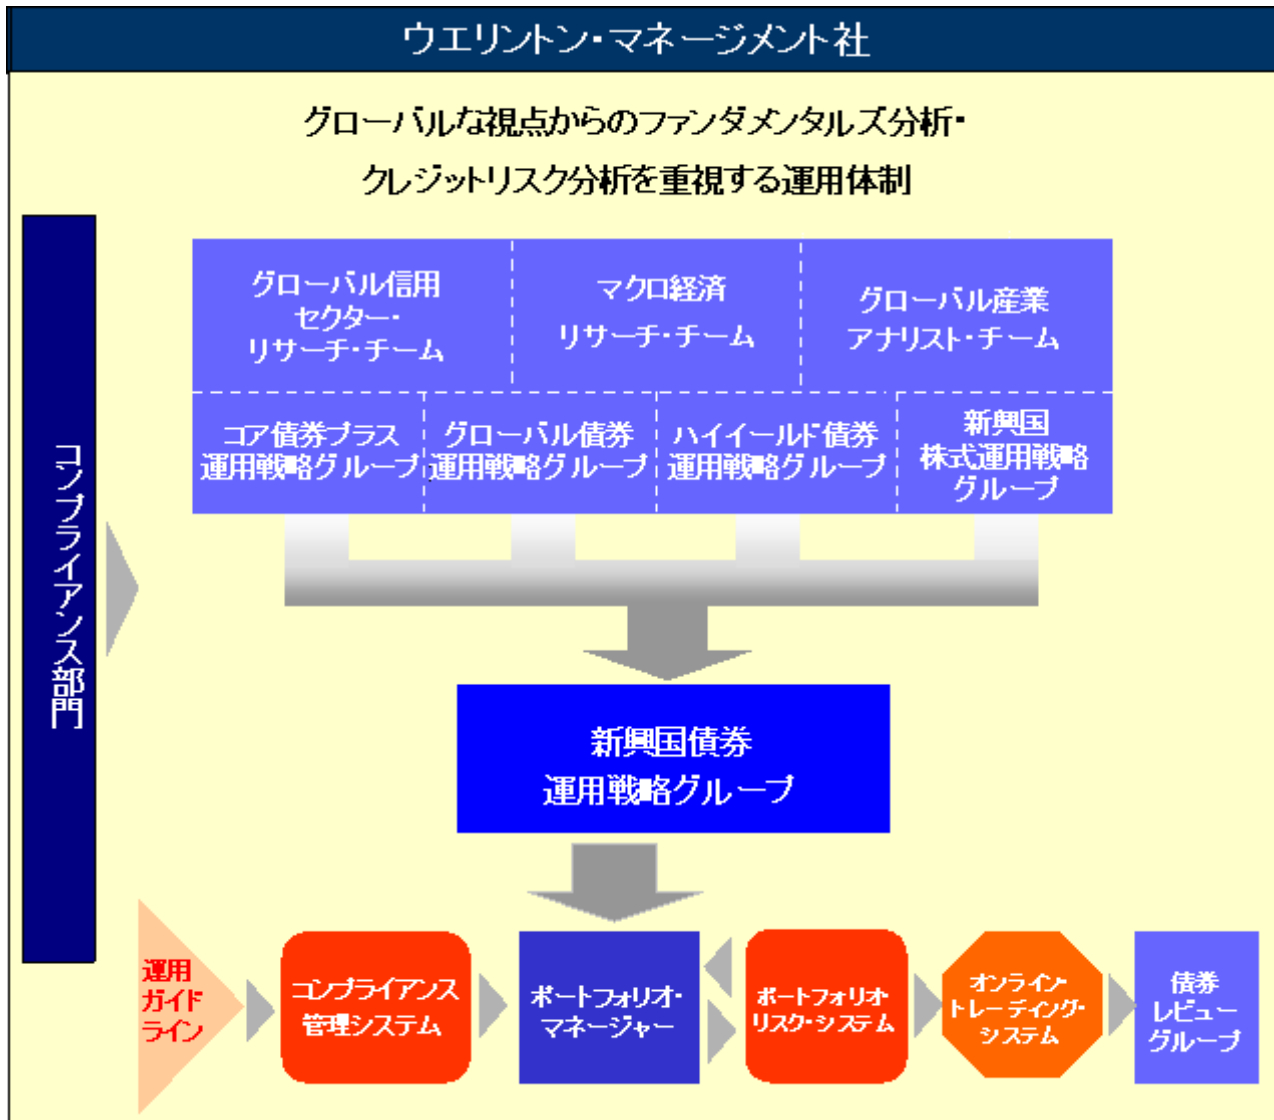 ウエリントン・マネージメント社
グローバルな視点からのファンダメンタルズ分析・
クレジットリスク分析を重視する運用体制
コンプライアンス部門
グローバル信用
セクター・
リサーチ・チーム
マクロ経済
リサーチ・チーム
グローバル産業
アナリスト・チーム
コア債券プラス
運用戦略グループ
グローバル債券
運用戦略グループ
ハイイールド債券
運用戦略グループ
新興国
株式運用戦略
グループ
新興国債券
運用戦略グループ
運用
ガイド
ライン
コンプライアンス
管理システム
ポートフォリオ・
マネージャー
ポートフォリオ・
リスク・システム
オンライン・
トレーディング・
システム
債券
レビュー
グループ